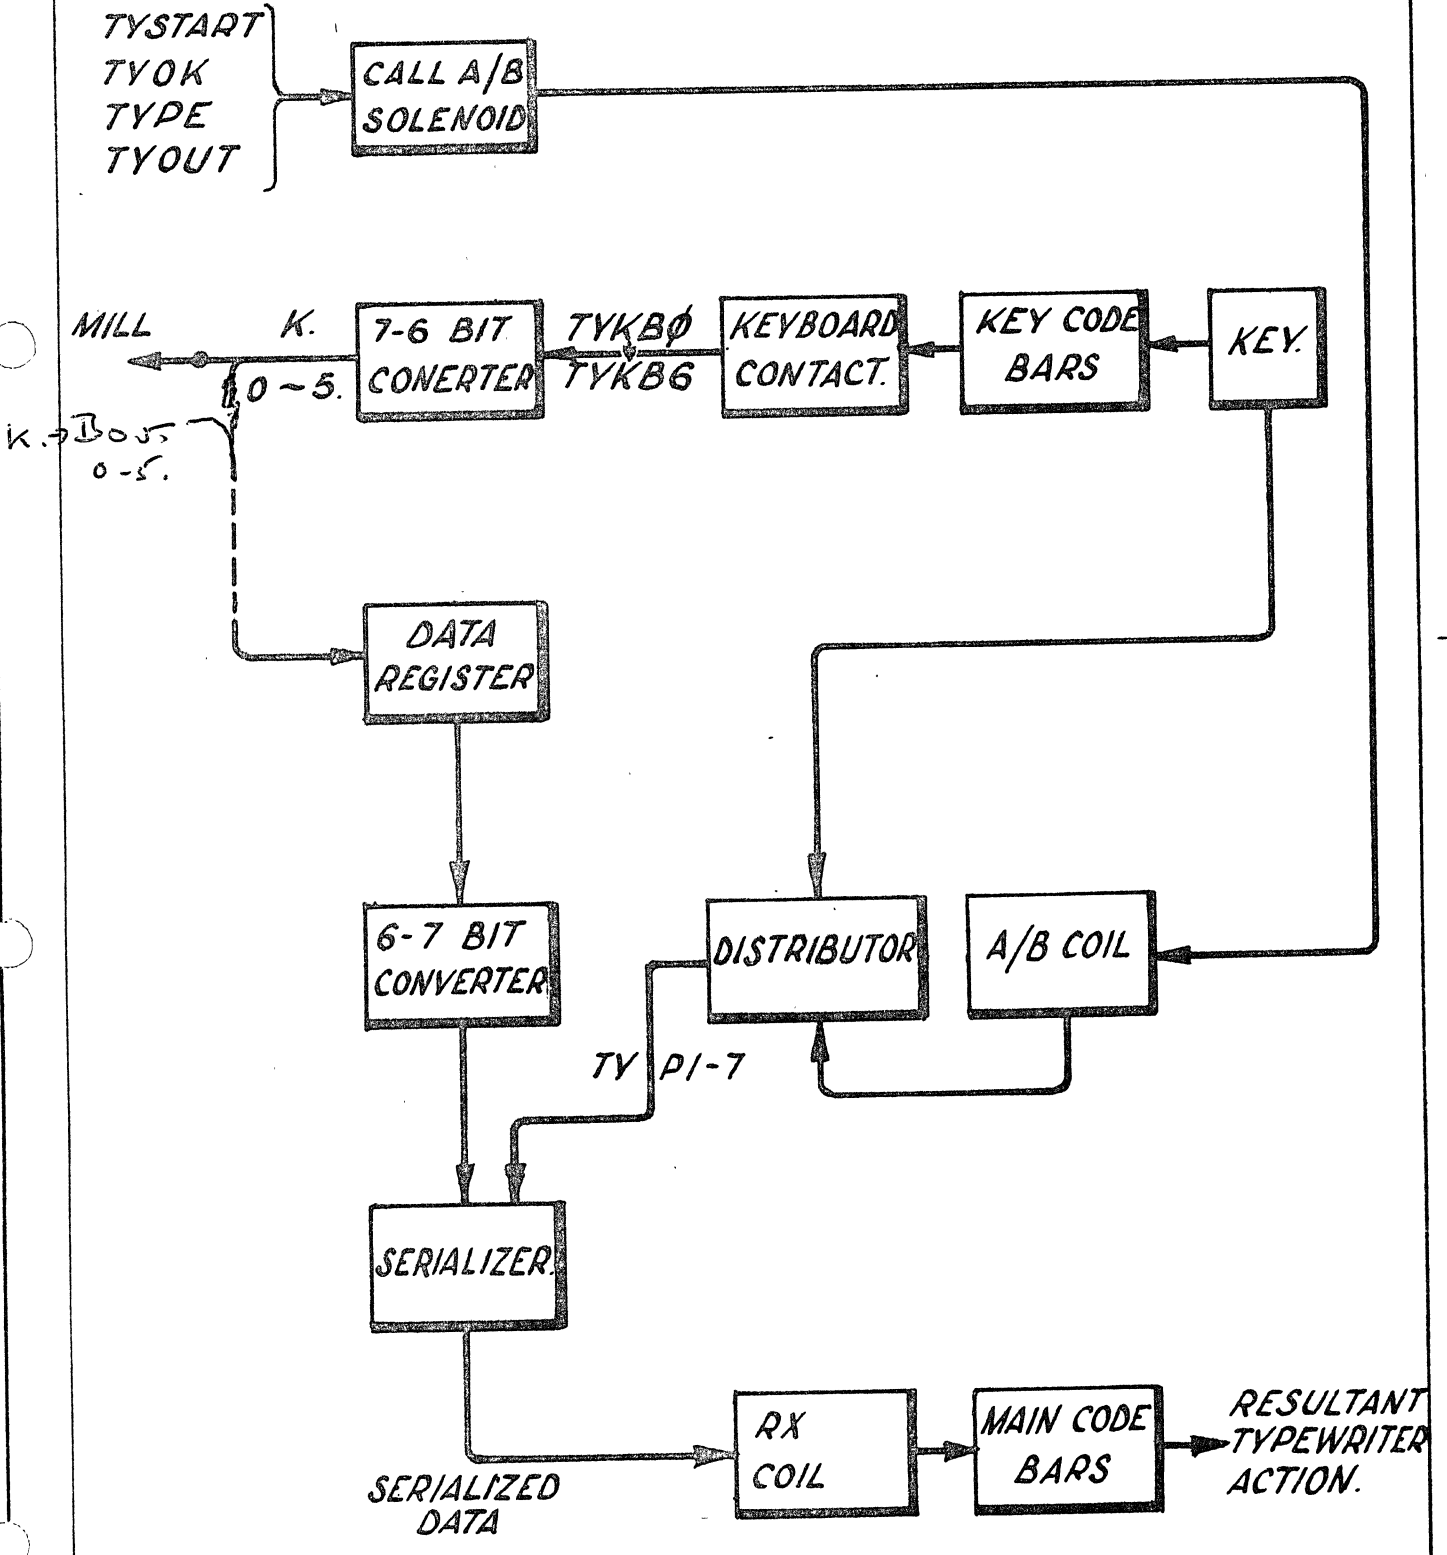 TYSTART
TYOK
TYPE
TYOUT
CALL A/B
SOLENOID
MILL
K.
0~5.
7-6 BIT
CONERTER
TYKBØ
TYKB6
KEYBOARD
CONTACT.
KEY CODE
BARS
KEY.
K.→B
0-5.
DATA
REGISTER
6-7 BIT
CONVERTER
DISTRIBUTOR
A/B COIL
TY P1-7
SERIALIZER.
SERIALIZED
DATA
RX
COIL
MAIN CODE
BARS
RESULTANT
TYPEWRITER
ACTION.